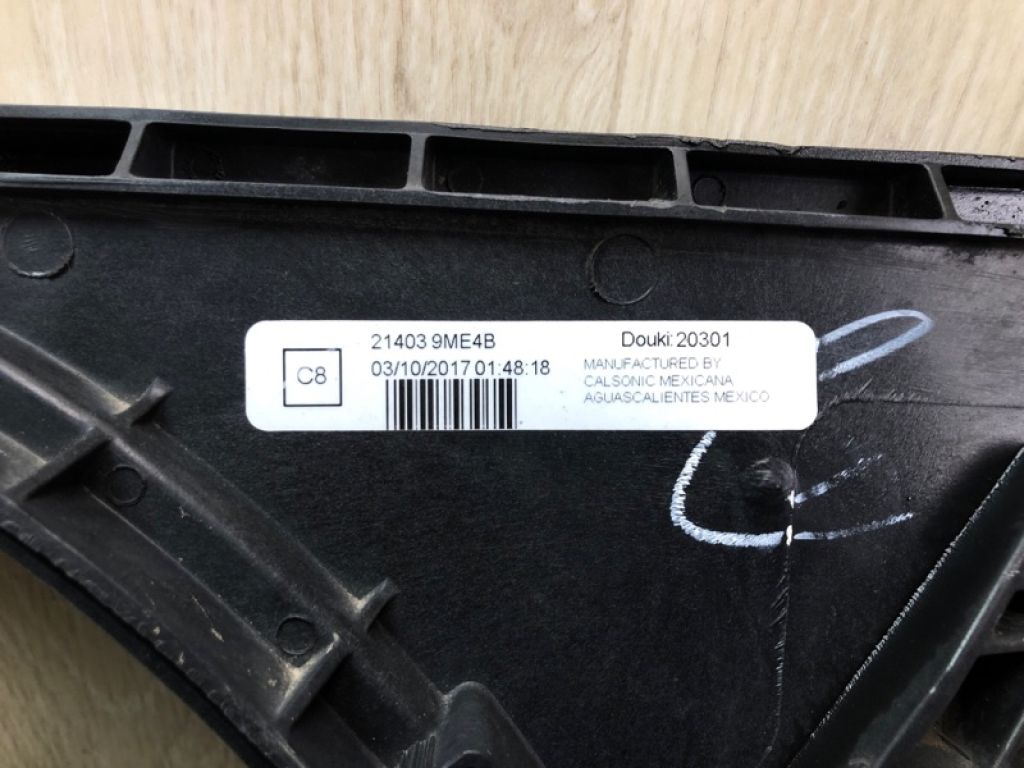 C8
21403 9ME4B
03/10/2017 01:48:18
Douki: 20301
MANUFACTURED BY
CALSONIC MEXICANA
AGUASCALIENTES MEXICO